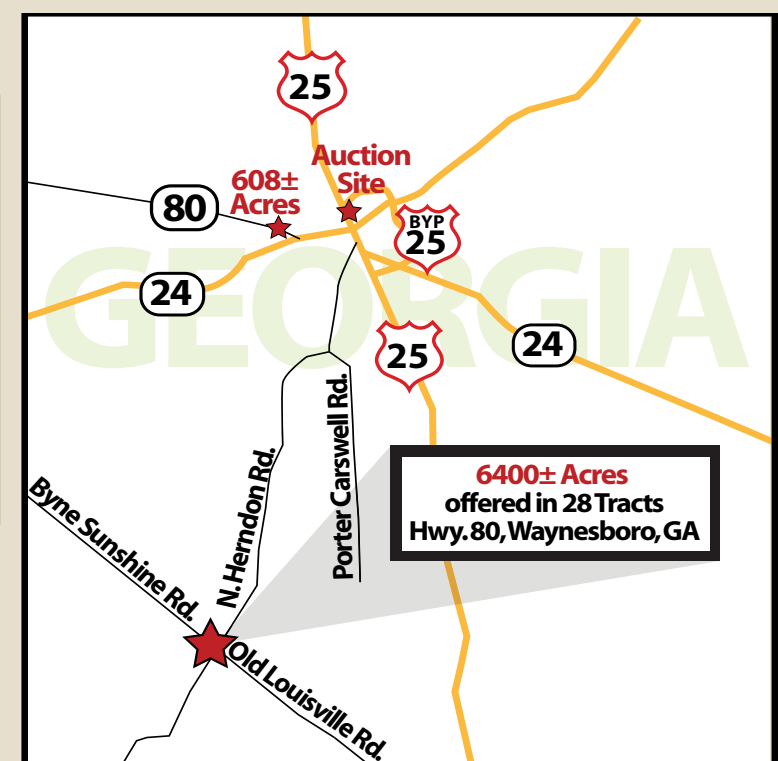 25
Auction
Site
608±
Acres
80
BYP
25
24
GEORGIA
25
24
Porter Carswell Rd.
N. Herndon Rd.
6400± Acres
offered in 28 Tracts
Hwy. 80, Waynesboro, GA
Byne Sunshine Rd.
Old Louisville Rd.